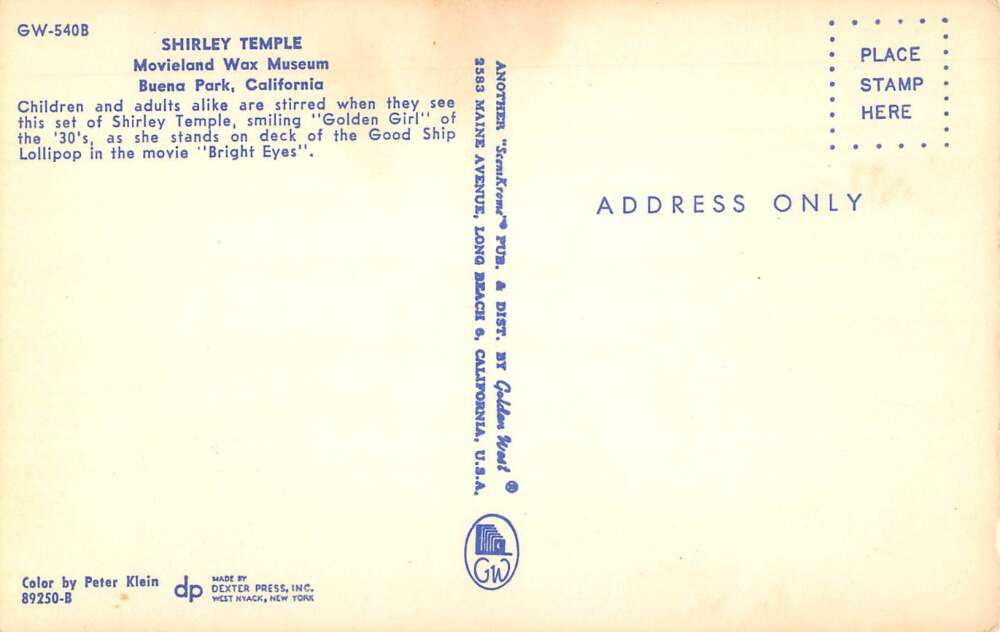 GW-540B
SHIRLEY TEMPLE
Movieland Wax Museum
Buena Park, California
Children and adults alike are stirred when they see
this set of Shirley Temple, smiling "Golden Girl" of
the '30's, as she stands on deck of the Good Ship
Lollipop in the movie "Bright Eyes".
ANOTHER "SceniKrome"® PUB. & DIST. BY Golden West ®
2583 MAINE AVENUE, LONG BEACH 6, CALIFORNIA, U.S.A.
GW
PLACE
STAMP
HERE
ADDRESS ONLY
Color by Peter Klein
89250-B
dp
MADE BY
DEXTER PRESS, INC.
WEST NYACK, NEW YORK